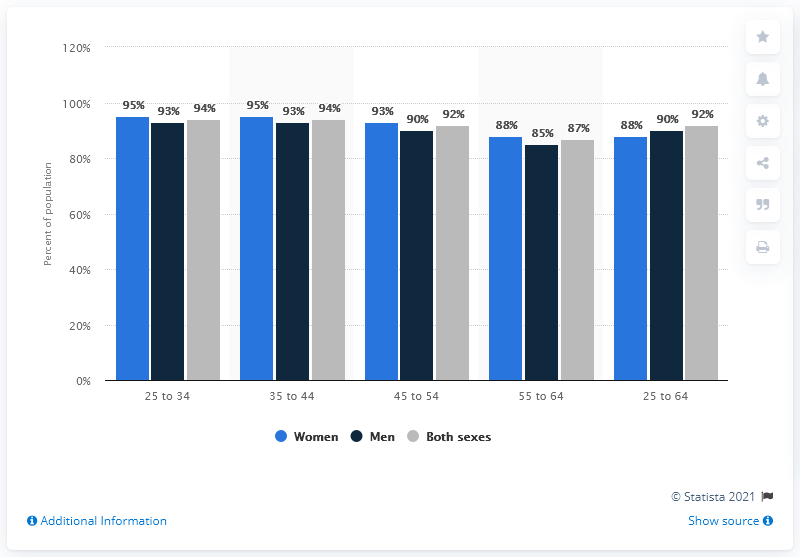 120%
100%
80%
60%
40%
20%
0%
Percent of population
95% 93% 94% 95% 93% 94% 93% 90% 92% 88% 85% 87% 88% 90% 92%
25 to 34 35 to 44 45 to 54 55 to 64 25 to 64
Women Men Both sexes
© Statista 2021
Additional Information Show source